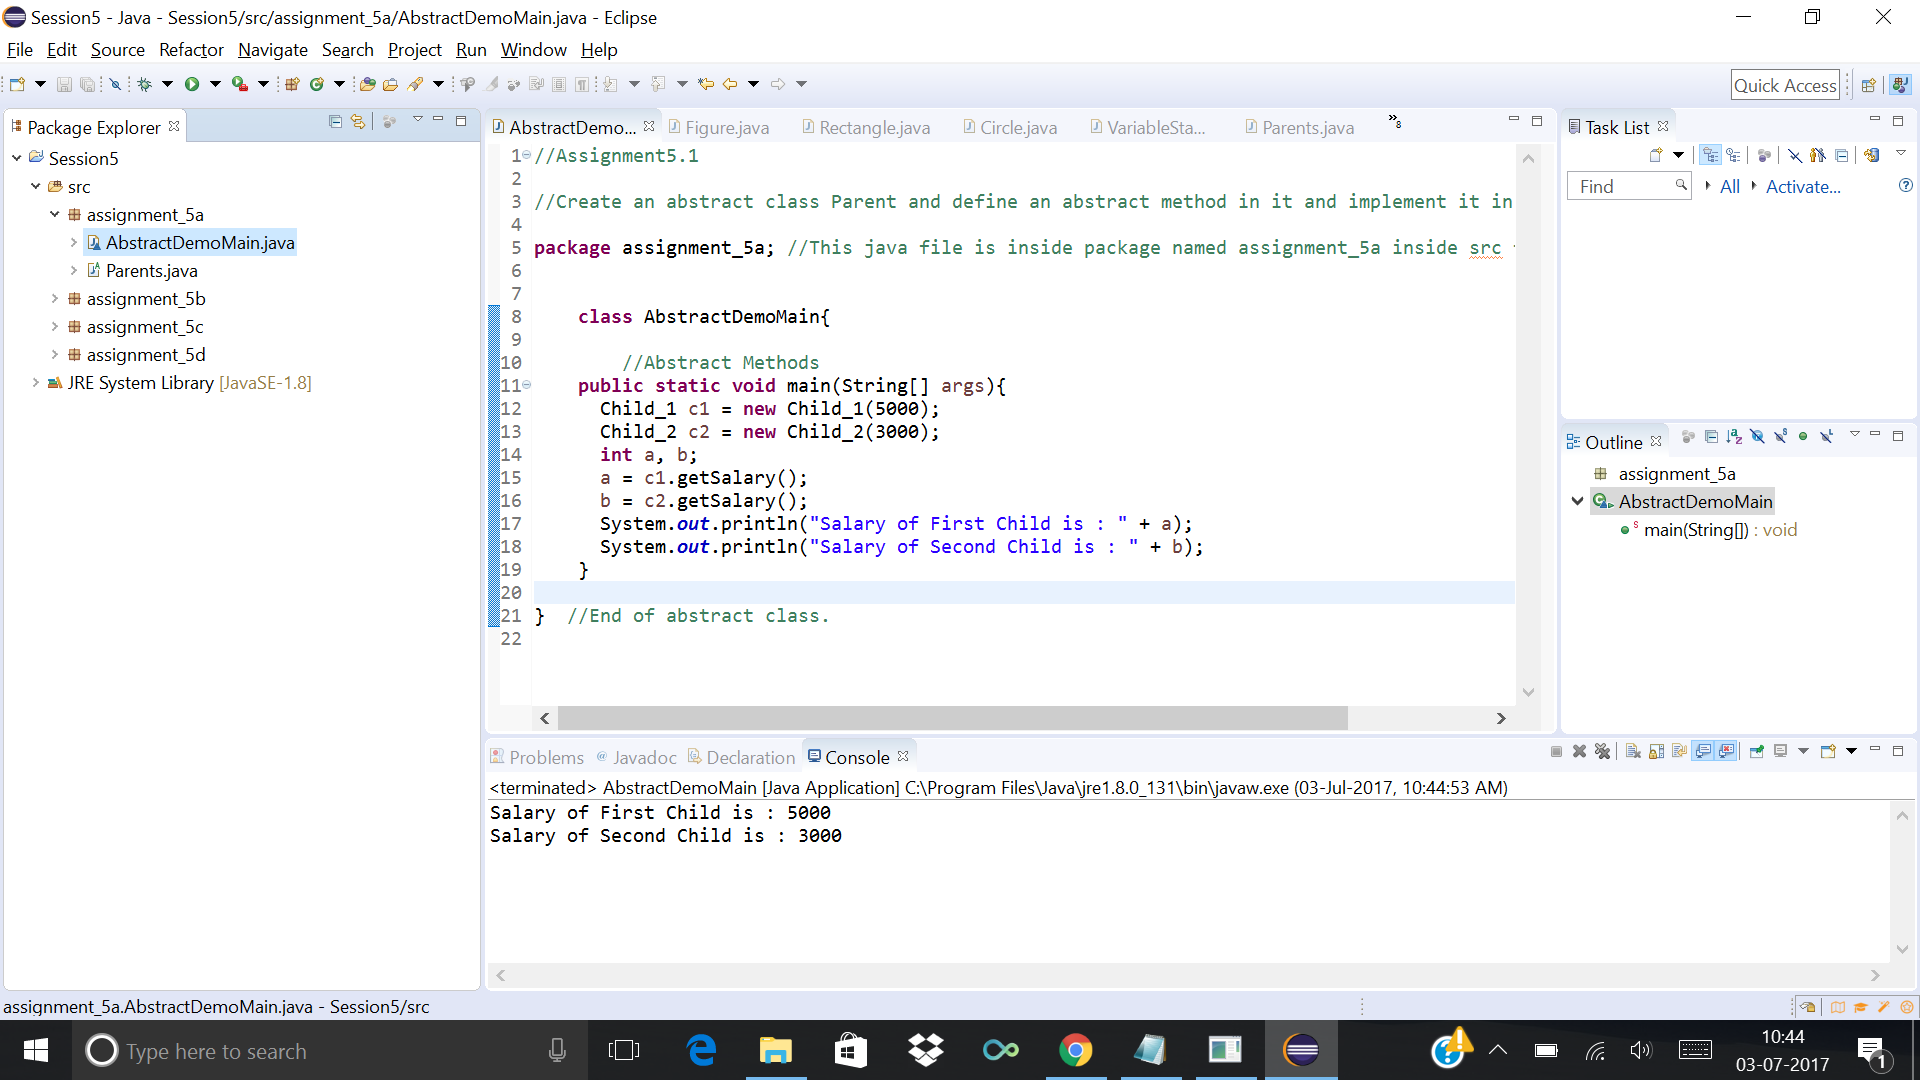 Session5 - Java - Session5/src/assignment_5a/AbstractDemoMain.java - Eclipse
File Edit Source Refactor Navigate Search Project Run Window Help
Quick Access
Package Explorer
Session5
src
assignment_5a
AbstractDemoMain.java
Parents.java
assignment_5b
assignment_5c
assignment_5d
JRE System Library [JavaSE-1.8]
AbstractDemo... Figure.java Rectangle.java Circle.java VariableSta... Parents.java »8
1 //Assignment5.1
2
3 //Create an abstract class Parent and define an abstract method in it and implement it in
4
5 package assignment_5a; //This java file is inside package named assignment_5a inside src
6
7
8 class AbstractDemoMain{
9
10 //Abstract Methods
11 public static void main(String[] args){
12 Child_1 c1 = new Child_1(5000);
13 Child_2 c2 = new Child_2(3000);
14 int a, b;
15 a = c1.getSalary();
16 b = c2.getSalary();
17 System.out.println("Salary of First Child is : " + a);
18 System.out.println("Salary of Second Child is : " + b);
19 }
20
21 } //End of abstract class.
22
Task List
Find All Activate...
Outline
assignment_5a
AbstractDemoMain
main(String[]) : void
Problems @ Javadoc Declaration Console
<terminated> AbstractDemoMain [Java Application] C:\Program Files\Java\jre1.8.0_131\bin\javaw.exe (03-Jul-2017, 10:44:53 AM)
Salary of First Child is : 5000
Salary of Second Child is : 3000
assignment_5a.AbstractDemoMain.java - Session5/src
Type here to search
10:44
03-07-2017
1